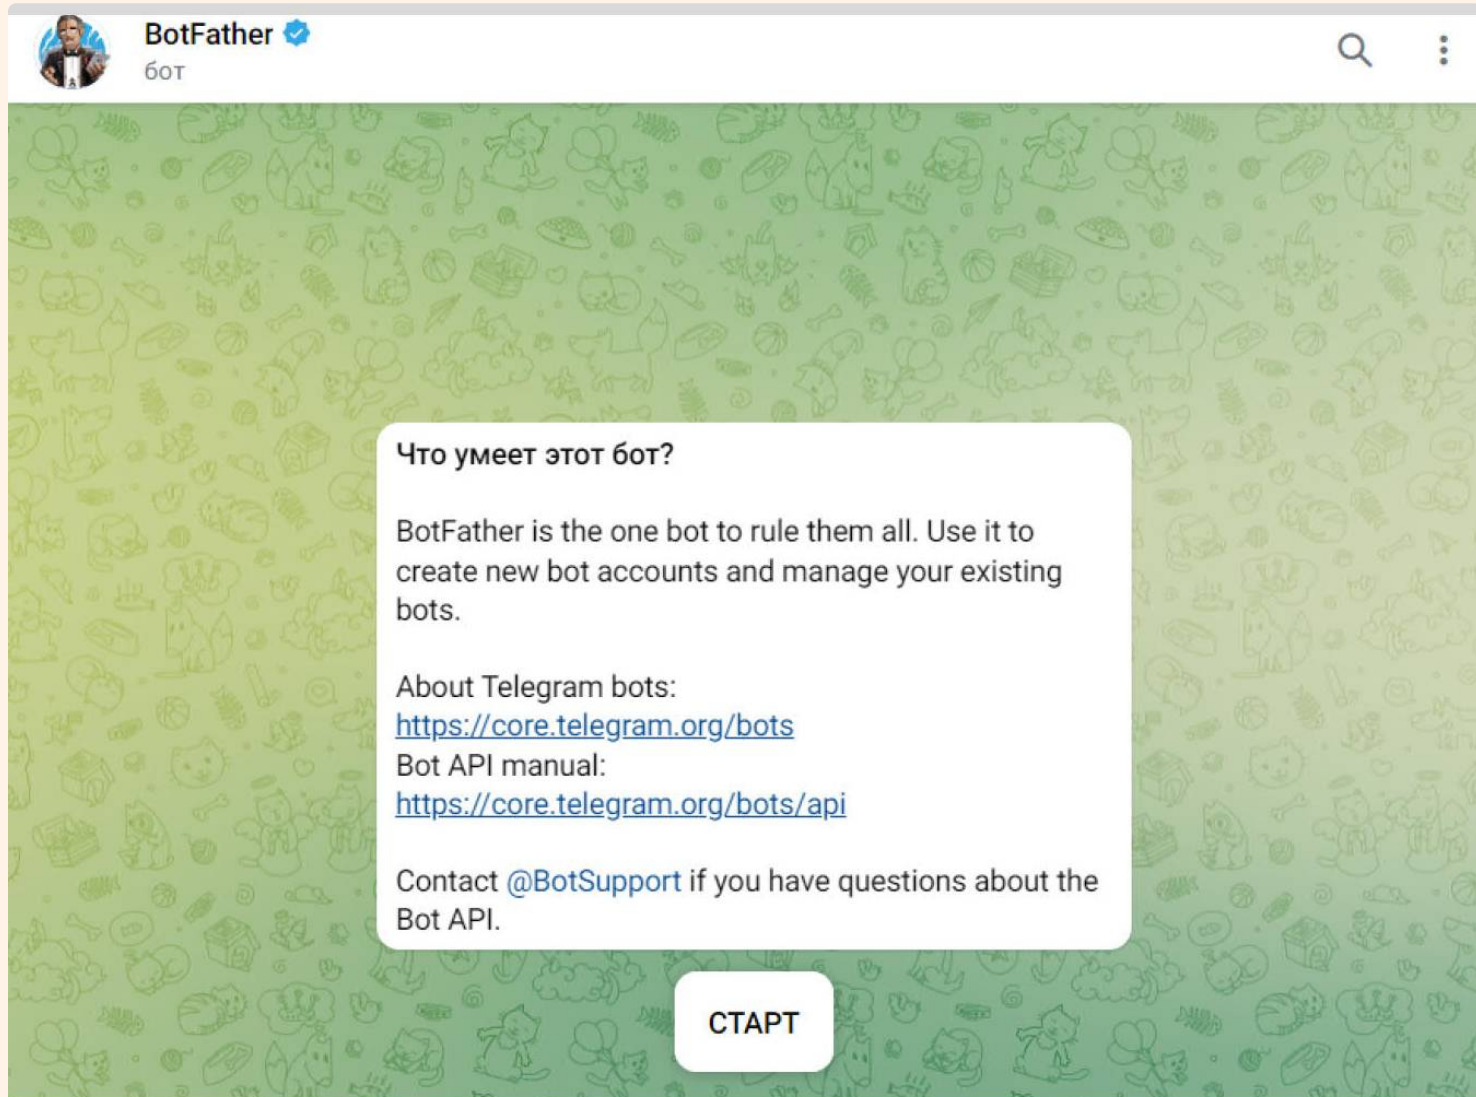 BotFather
бот
Что умеет этот бот?
BotFather is the one bot to rule them all. Use it to
create new bot accounts and manage your existing
bots.
About Telegram bots:
https://core.telegram.org/bots
Bot API manual:
https://core.telegram.org/bots/api
Contact @BotSupport if you have questions about the
Bot API.
СТАРТ